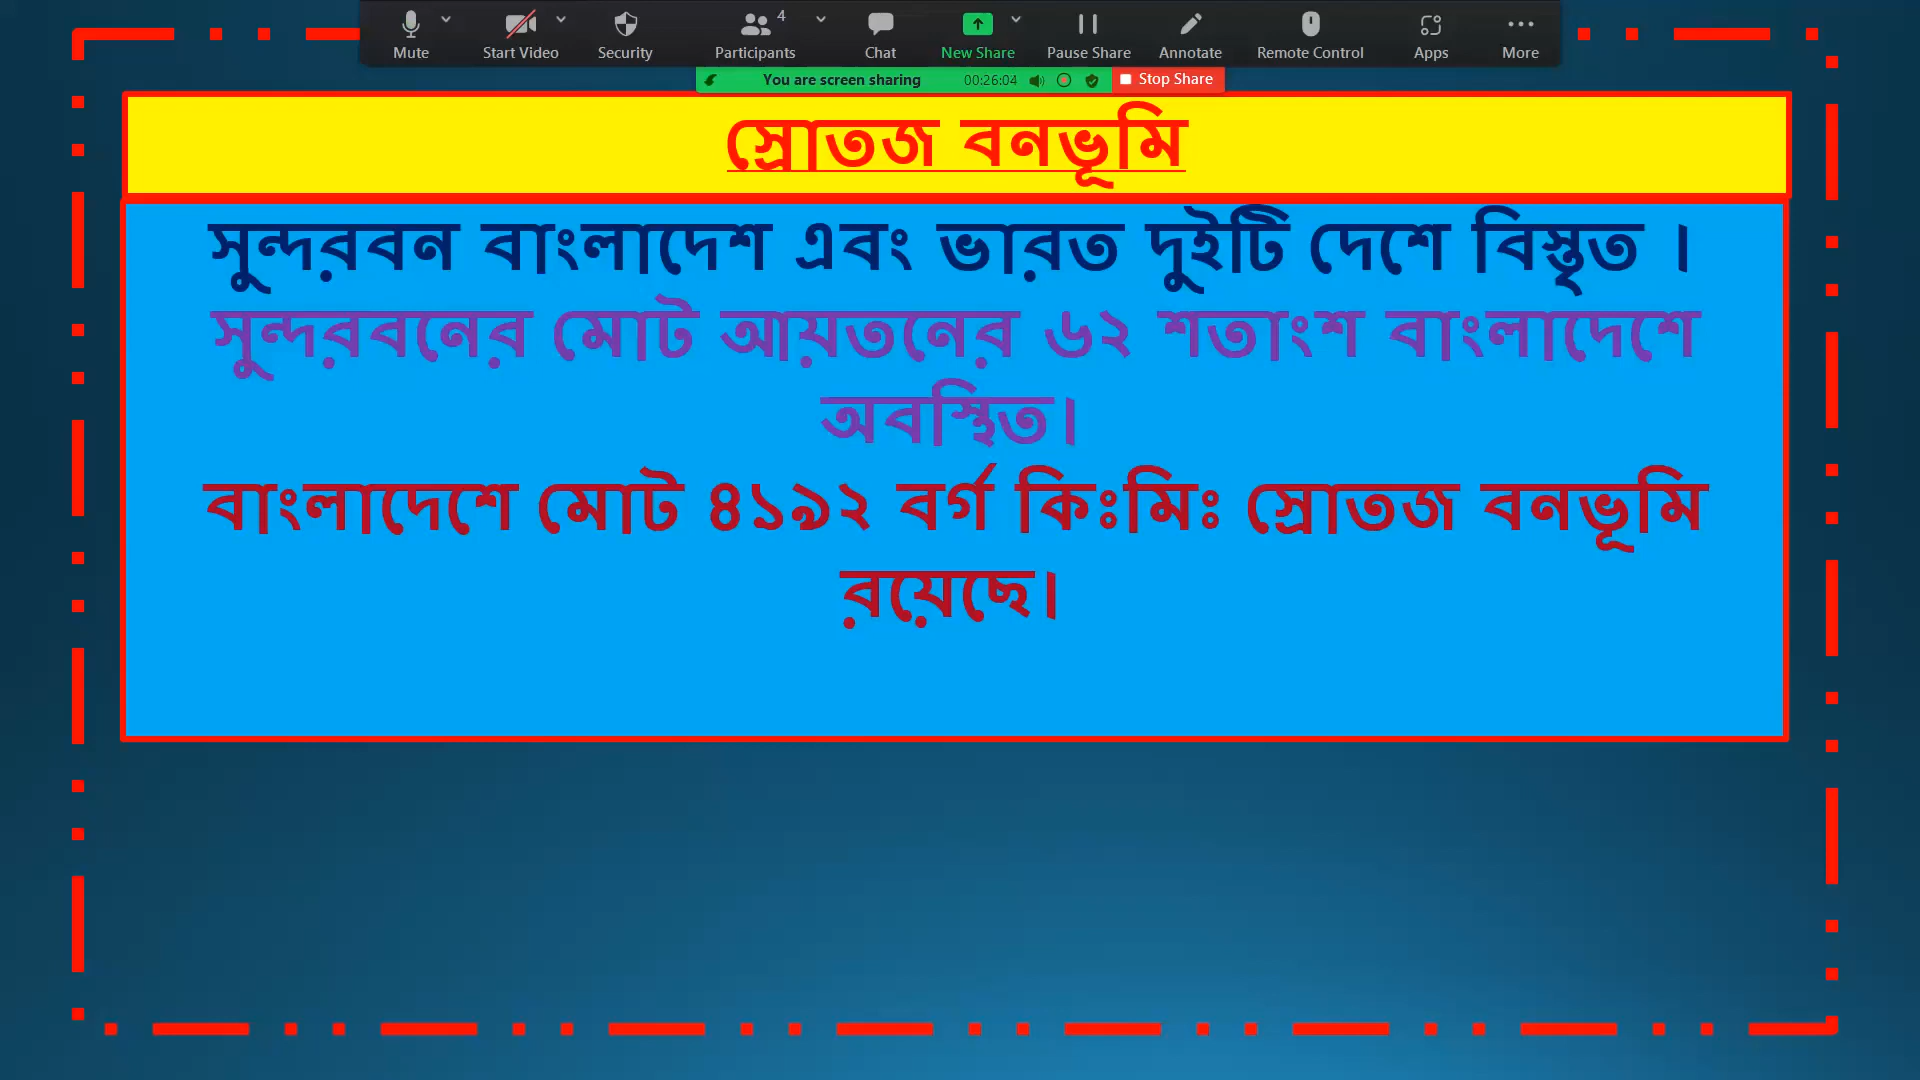 4
Mute Start Video Security Participants Chat New Share Pause Share Annotate Remote Control Apps More
You are screen sharing 00:26:04 Stop Share
স্রোতজ বনভূমি
সুন্দরবন বাংলাদেশ এবং ভারত দুইটি দেশে বিস্তৃত ।
সুন্দরবনের মোট আয়তনের ৬২ শতাংশ বাংলাদেশে
অবস্থিত।
বাংলাদেশে মোট ৪১৯২ বর্গ কিঃমিঃ স্রোতজ বনভূমি
রয়েছে।